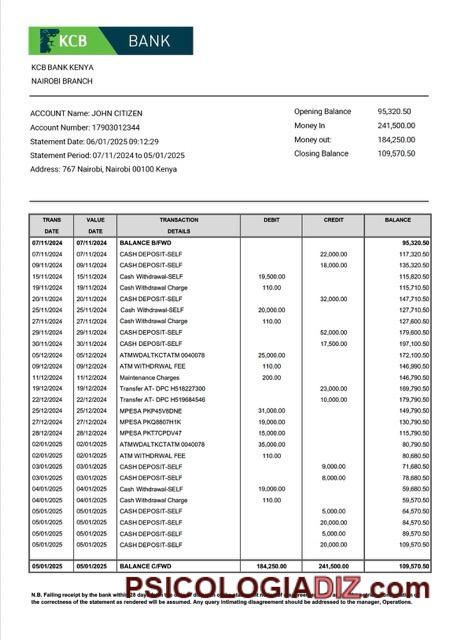 KCB BANK
KCB BANK KENYA
NAIROBI BRANCH
ACCOUNT Name: JOHN CITIZEN
Account Number: 17903012344
Statement Date: 06/01/2025 09:12:29
Statement Period: 07/11/2024 to 05/01/2025
Address: 767 Nairobi, Nairobi 00100 Kenya
Opening Balance 95,320.50
Money In 241,500.00
Money out: 184,250.00
Closing Balance 109,570.50
TRANS DATE VALUE DATE TRANSACTION DETAILS DEBIT CREDIT BALANCE
07/11/2024 07/11/2024 BALANCE B/FWD 95,320.50
07/11/2024 07/11/2024 CASH DEPOSIT-SELF 22,000.00 117,320.50
09/11/2024 09/11/2024 CASH DEPOSIT-SELF 18,000.00 135,320.50
15/11/2024 15/11/2024 Cash Withdrawal-SELF 19,500.00 115,820.50
19/11/2024 19/11/2024 Cash Withdrawal Charge 110.00 115,710.50
20/11/2024 20/11/2024 CASH DEPOSIT-SELF 32,000.00 147,710.50
25/11/2024 25/11/2024 Cash Withdrawal-SELF 20,000.00 127,710.50
27/11/2024 27/11/2024 Cash Withdrawal Charge 110.00 127,600.50
29/11/2024 29/11/2024 CASH DEPOSIT-SELF 52,000.00 179,600.50
30/11/2024 30/11/2024 CASH DEPOSIT-SELF 17,500.00 197,100.50
05/12/2024 05/12/2024 ATMWDALTKCTATM 0040078 25,000.00 172,100.50
09/12/2024 09/12/2024 ATM WITHDRWAL FEE 110.00 146,990.50
11/12/2024 11/12/2024 Maintenance Charges 200.00 146,790.50
19/12/2024 19/12/2024 Transfer AT- DPC H518227300 23,000.00 169,790.50
22/12/2024 22/12/2024 Transfer AT- DPC H519684546 10,000.00 179,790.50
25/12/2024 25/12/2024 MPESA PKP45V8DNE 31,000.00 149,790.50
27/12/2024 27/12/2024 MPESA PKQ8807H1K 19,000.00 130,790.50
28/12/2024 28/12/2024 MPESA PKT7CPDV47 15,000.00 115,790.50
02/01/2025 02/01/2025 ATMWDALTKCTATM 0040078 35,000.00 80,790.50
02/01/2025 02/01/2025 ATM WITHDRWAL FEE 110.00 80,680.50
03/01/2025 03/01/2025 CASH DEPOSIT-SELF 9,000.00 71,680.50
03/01/2025 03/01/2025 CASH DEPOSIT-SELF 8,000.00 78,680.50
04/01/2025 04/01/2025 Cash Withdrawal-SELF 19,000.00 59,680.50
04/01/2025 04/01/2025 Cash Withdrawal Charge 110.00 59,570.50
05/01/2025 05/01/2025 CASH DEPOSIT-SELF 5,000.00 64,570.50
05/01/2025 05/01/2025 CASH DEPOSIT-SELF 20,000.00 84,570.50
05/01/2025 05/01/2025 CASH DEPOSIT-SELF 5,000.00 89,570.50
05/01/2025 05/01/2025 CASH DEPOSIT-SELF 20,000.00 109,570.50
05/01/2025 05/01/2025 BALANCE C/FWD 184,250.00 241,500.00 109,570.50
PSICOLOGIADIZ.com
N.B. Failing receipt by the bank within 28 days
the correctness of the statement as rendered will be assumed. Any query intimating disagreement should be addressed to the manager, Operations.